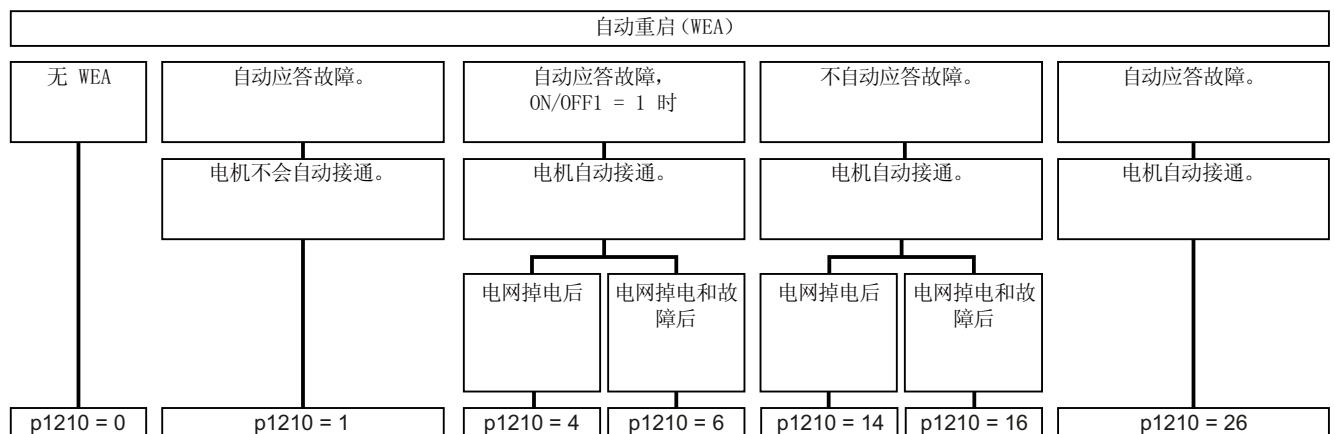 自动重启(WEA)
无 WEA
自动应答故障。
自动应答故障，
ON/OFF1 = 1 时
不自动应答故障。
自动应答故障。
电机不会自动接通。
电机自动接通。
电机自动接通。
电机自动接通。
电网掉电后
电网掉电和故
障后
电网掉电后
电网掉电和故
障后
p1210 = 0
p1210 = 1
p1210 = 4
p1210 = 6
p1210 = 14
p1210 = 16
p1210 = 26